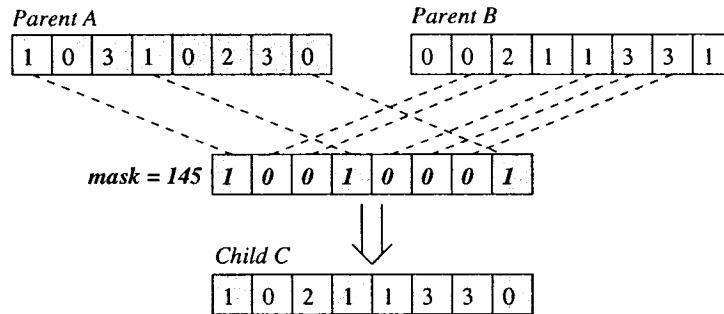 Parent A
Parent B
1 0 3 1 0 2 3 0
0 0 2 1 1 3 3 1
mask = 145 1 0 0 1 0 0 0 1
Child C
1 0 2 1 1 3 3 0